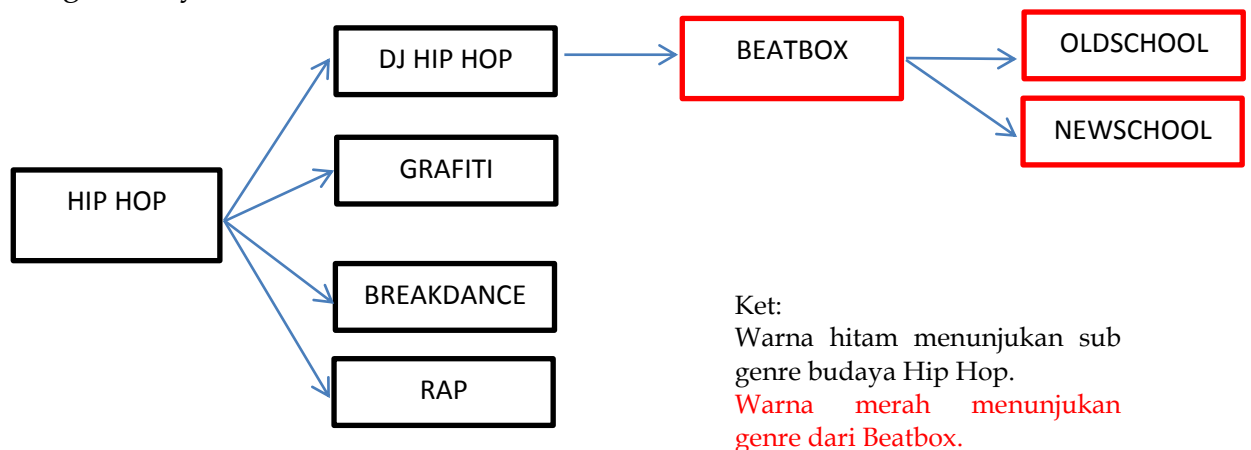 DJ HIP HOP
BEATBOX
OLDSCHOOL
NEWSCHOOL
GRAFITI
HIP HOP
BREAKDANCE
RAP
Ket:
Warna hitam menunjukan sub
genre budaya Hip Hop.
Warna merah menunjukan
genre dari Beatbox.